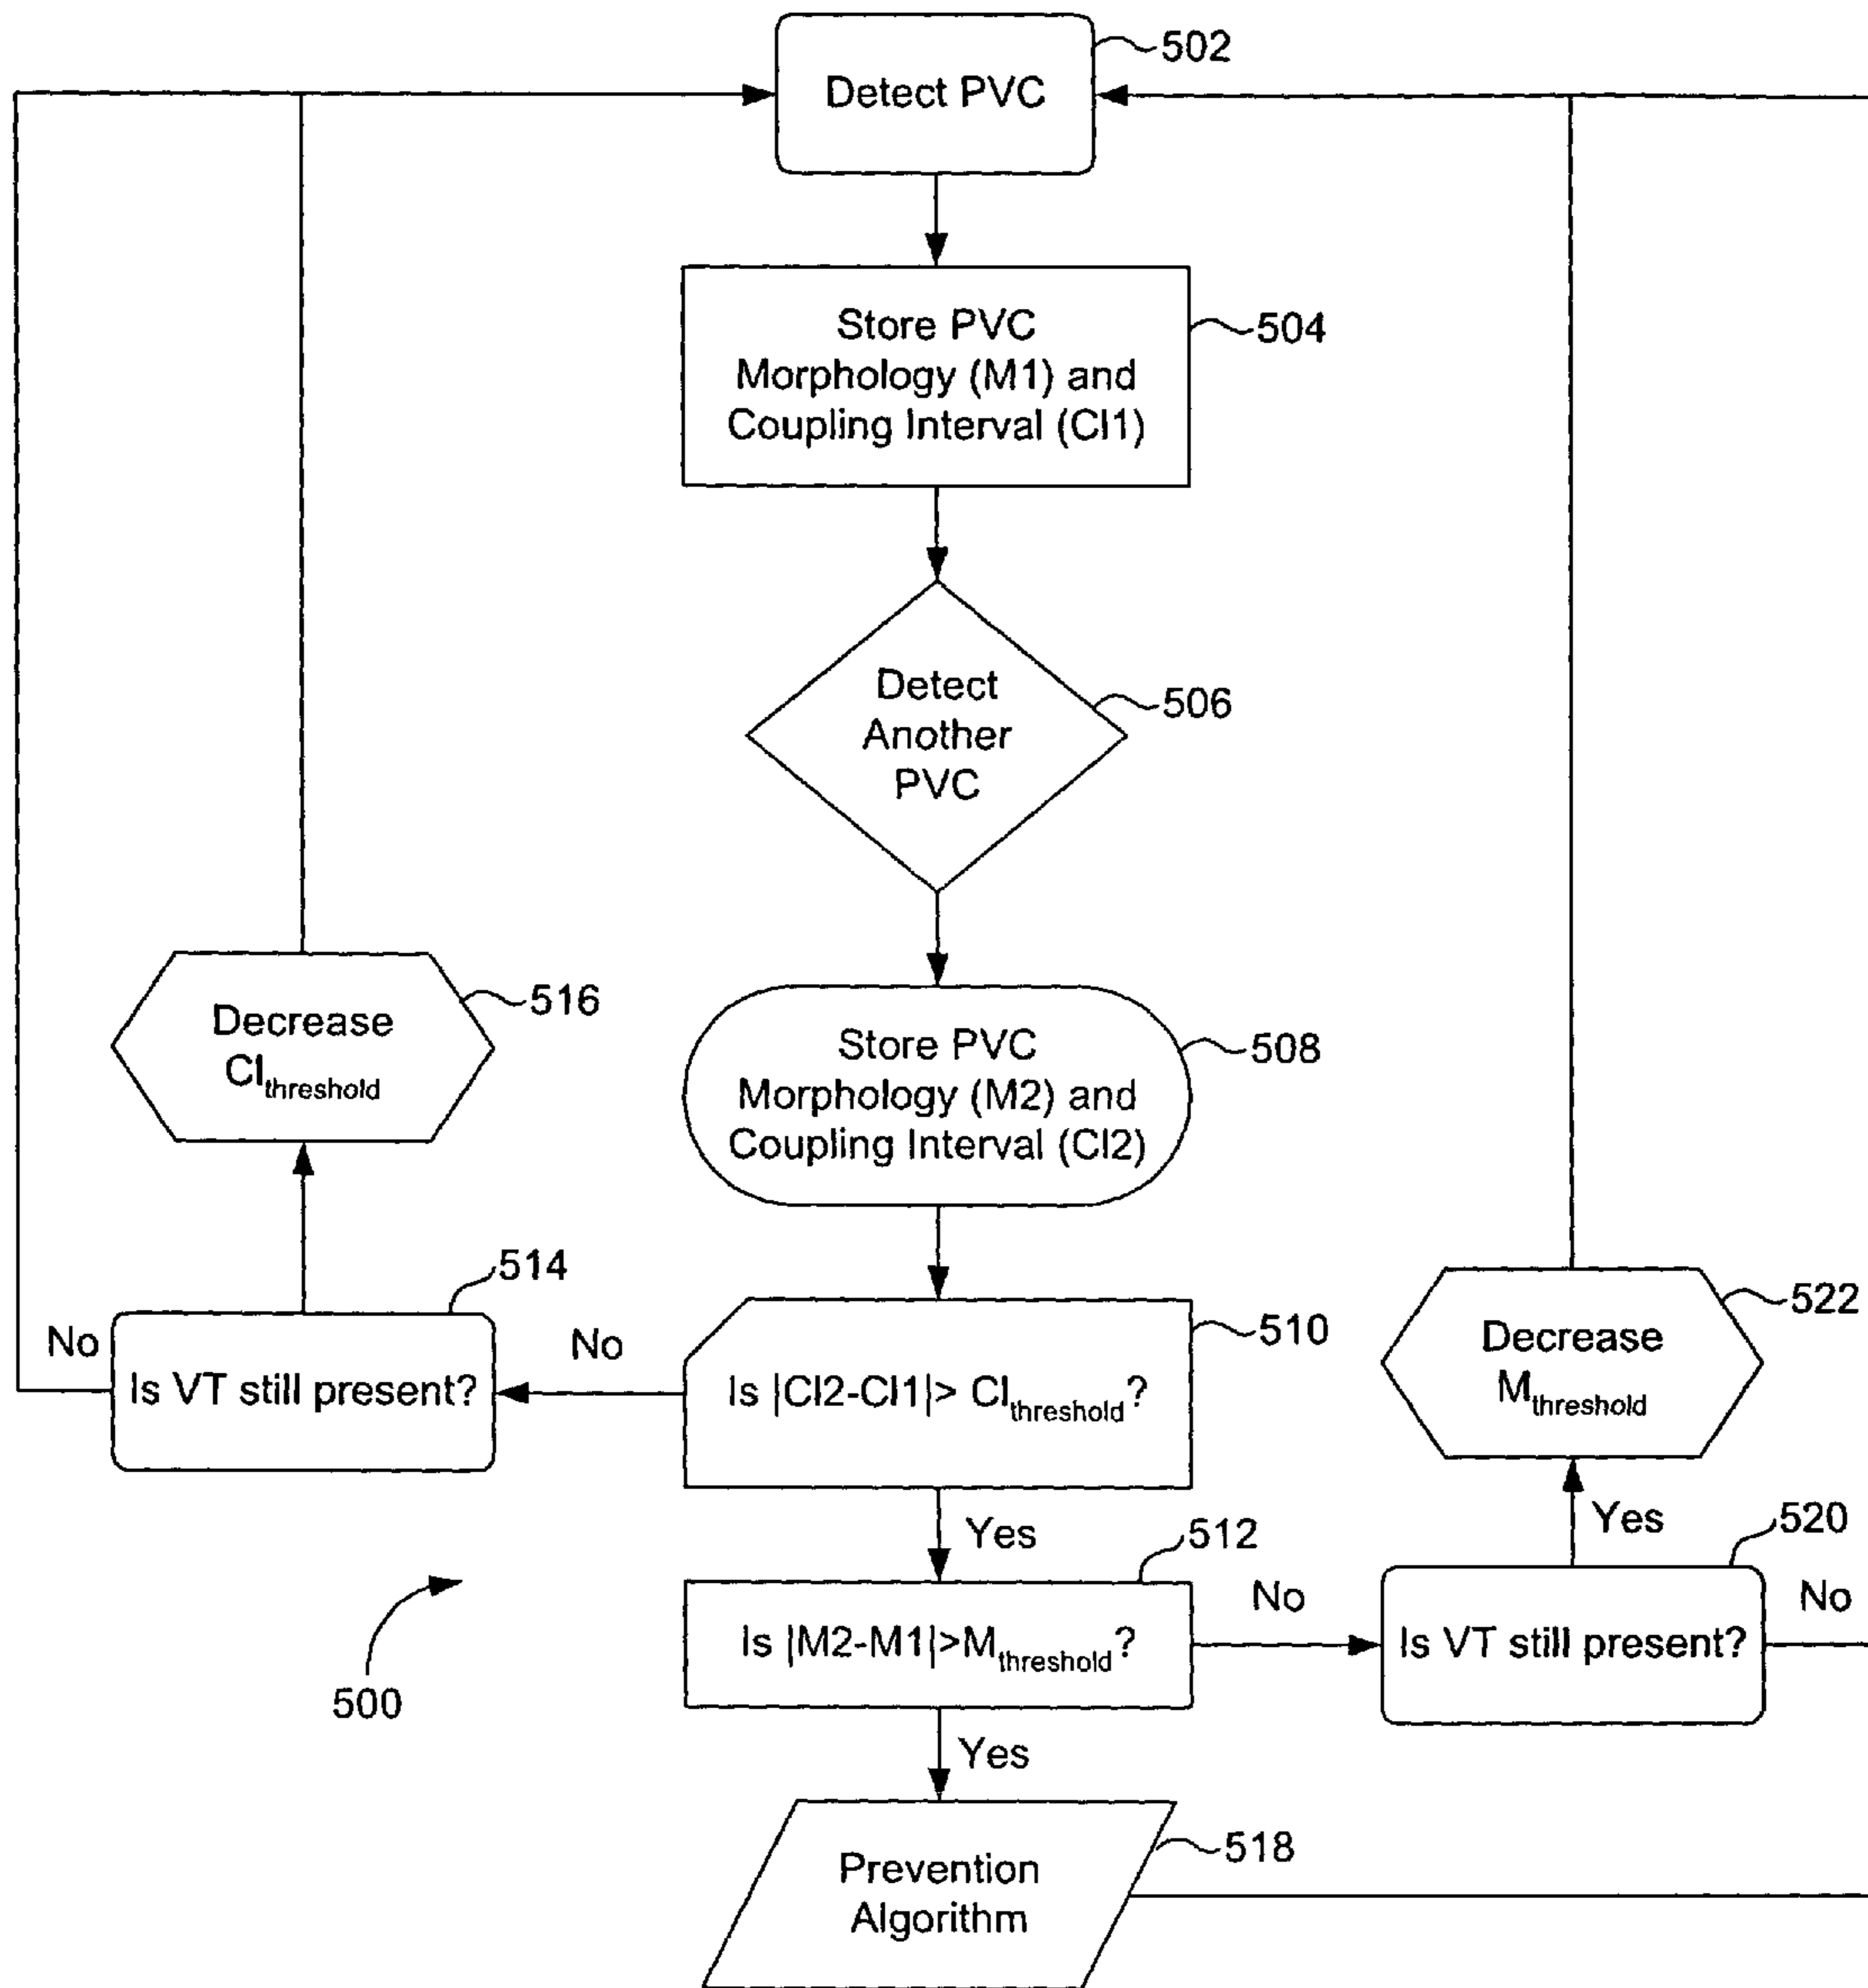 502
Detect PVC
Store PVC
Morphology (M1) and
Coupling Interval (CI1)
504
Detect
Another
PVC
506
Decrease
CIthreshold
516
Store PVC
Morphology (M2) and
Coupling Interval (CI2)
508
514
No
Is VT still present?
No
Is |CI2-CI1|> CIthreshold?
510
Decrease
Mthreshold
522
Yes
Yes
520
512
500
Is |M2-M1|>Mthreshold?
No
Is VT still present?
No
Yes
Prevention
Algorithm
518